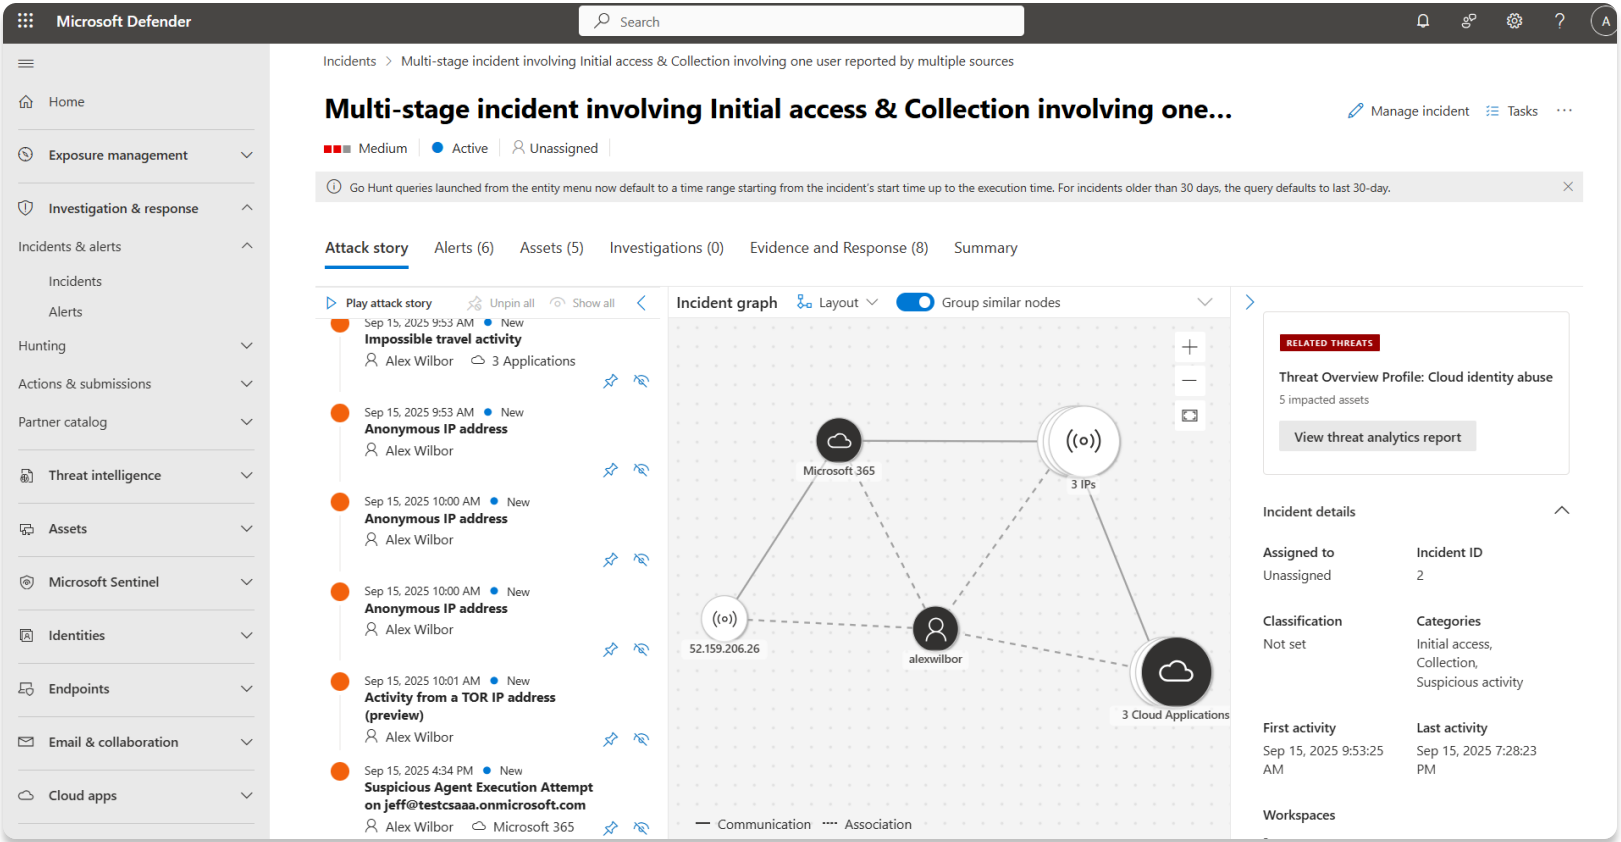 Microsoft Defender
Search
A
Home
Exposure management
Investigation & response
Incidents & alerts
Incidents
Alerts
Hunting
Actions & submissions
Partner catalog
Threat intelligence
Assets
Microsoft Sentinel
Identities
Endpoints
Email & collaboration
Cloud apps
Incidents > Multi-stage incident involving Initial access & Collection involving one user reported by multiple sources
Multi-stage incident involving Initial access & Collection involving one...
Manage incident
Tasks
...
Medium
Active
Unassigned
Go Hunt queries launched from the entity menu now default to a time range starting from the incident's start time up to the execution time. For incidents older than 30 days, the query defaults to last 30-day.
Attack story
Alerts (6)
Assets (5)
Investigations (0)
Evidence and Response (8)
Summary
Play attack story
Unpin all
Show all
Sep 15, 2025 9:53 AM New
Impossible travel activity
Alex Wilbor 3 Applications
Sep 15, 2025 9:53 AM New
Anonymous IP address
Alex Wilbor
Sep 15, 2025 10:00 AM New
Anonymous IP address
Alex Wilbor
Sep 15, 2025 10:00 AM New
Anonymous IP address
Alex Wilbor
Sep 15, 2025 10:01 AM New
Activity from a TOR IP address
(preview)
Alex Wilbor
Sep 15, 2025 4:34 PM New
Suspicious Agent Execution Attempt
on jeff@testcsaaa.onmicrosoft.com
Alex Wilbor Microsoft 365
Incident graph
Layout
Group similar nodes
Microsoft 365
3 IPs
52.159.206.26
alexwilbor
3 Cloud Applications
Communication
Association
RELATED THREATS
Threat Overview Profile: Cloud identity abuse
5 impacted assets
View threat analytics report
Incident details
Assigned to
Unassigned
Incident ID
2
Classification
Not set
Categories
Initial access,
Collection,
Suspicious activity
First activity
Sep 15, 2025 9:53:25
AM
Last activity
Sep 15, 2025 7:28:23
PM
Workspaces